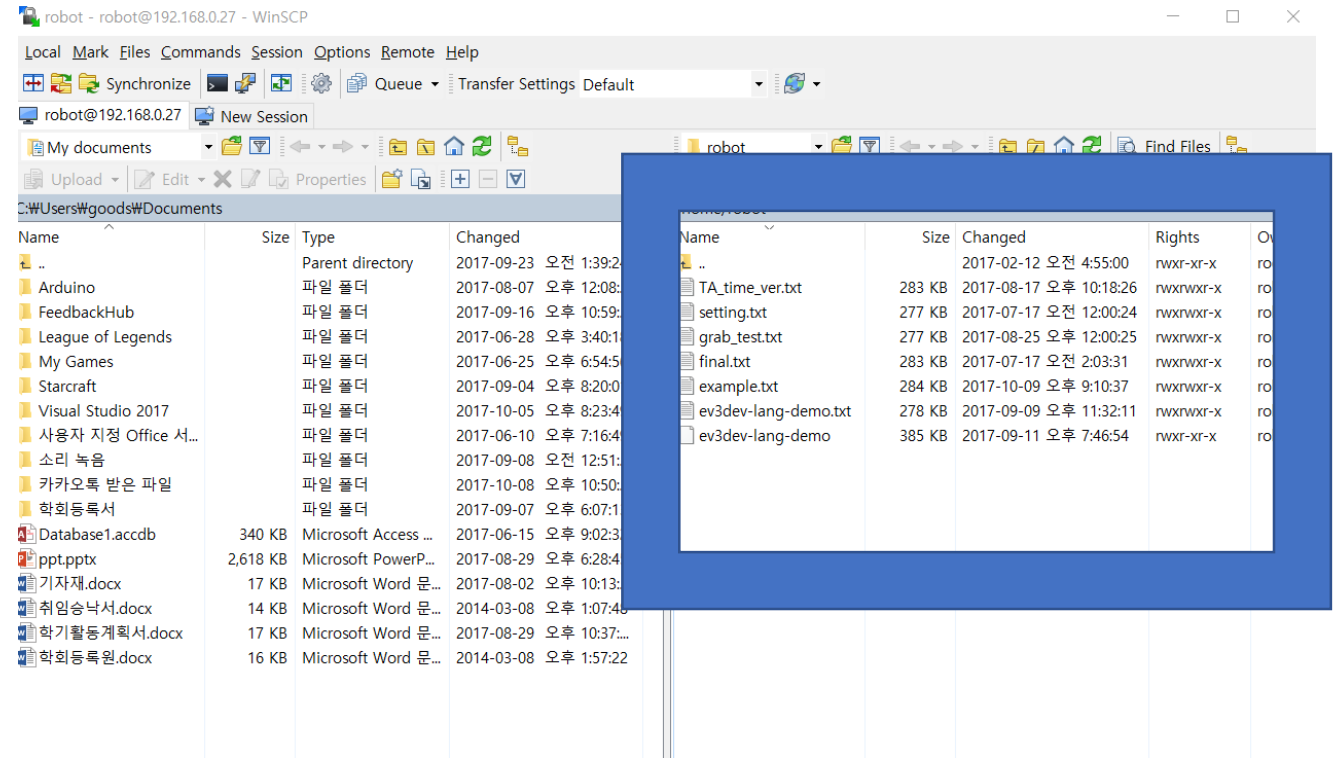 robot - robot@192.168.0.27 - WinSCP
Local Mark Files Commands Session Options Remote Help
Synchronize Queue Transfer Settings Default
robot@192.168.0.27 New Session
My documents robot Find Files
Upload Edit Properties
C:₩Users₩goods₩Documents
Name Size Type Changed
.. Parent directory 2017-09-23 오전 1:39:2
Arduino 파일 폴더 2017-08-07 오후 12:08:
FeedbackHub 파일 폴더 2017-09-16 오후 10:59:
League of Legends 파일 폴더 2017-06-28 오후 3:40:1
My Games 파일 폴더 2017-06-25 오후 6:54:5
Starcraft 파일 폴더 2017-09-04 오후 8:20:0
Visual Studio 2017 파일 폴더 2017-10-05 오후 8:23:4
사용자 지정 Office 서... 파일 폴더 2017-06-10 오후 7:16:4
소리 녹음 파일 폴더 2017-09-08 오전 12:51:
카카오톡 받은 파일 파일 폴더 2017-10-08 오후 10:50:
학회등록서 파일 폴더 2017-09-07 오후 6:07:1
Database1.accdb 340 KB Microsoft Access ... 2017-06-15 오후 9:02:3
ppt.pptx 2,618 KB Microsoft PowerP... 2017-08-29 오후 6:28:4
기자재.docx 17 KB Microsoft Word 문... 2017-08-02 오후 10:13:
취임승낙서.docx 14 KB Microsoft Word 문... 2014-03-08 오후 1:07:48
학기활동계획서.docx 17 KB Microsoft Word 문... 2017-08-29 오후 10:37:...
학회등록원.docx 16 KB Microsoft Word 문... 2014-03-08 오후 1:57:22
Name Size Changed Rights
.. 2017-02-12 오전 4:55:00 rwxr-xr-x ro
TA_time_ver.txt 283 KB 2017-08-17 오후 10:18:26 rwxrwxr-x ro
setting.txt 277 KB 2017-07-17 오전 12:00:24 rwxrwxr-x ro
grab_test.txt 277 KB 2017-08-25 오후 12:00:25 rwxrwxr-x ro
final.txt 283 KB 2017-07-17 오전 2:03:31 rwxrwxr-x ro
example.txt 284 KB 2017-10-09 오후 9:10:37 rwxrwxr-x ro
ev3dev-lang-demo.txt 278 KB 2017-09-09 오후 11:32:11 rwxrwxr-x ro
ev3dev-lang-demo 385 KB 2017-09-11 오후 7:46:54 rwxr-xr-x ro